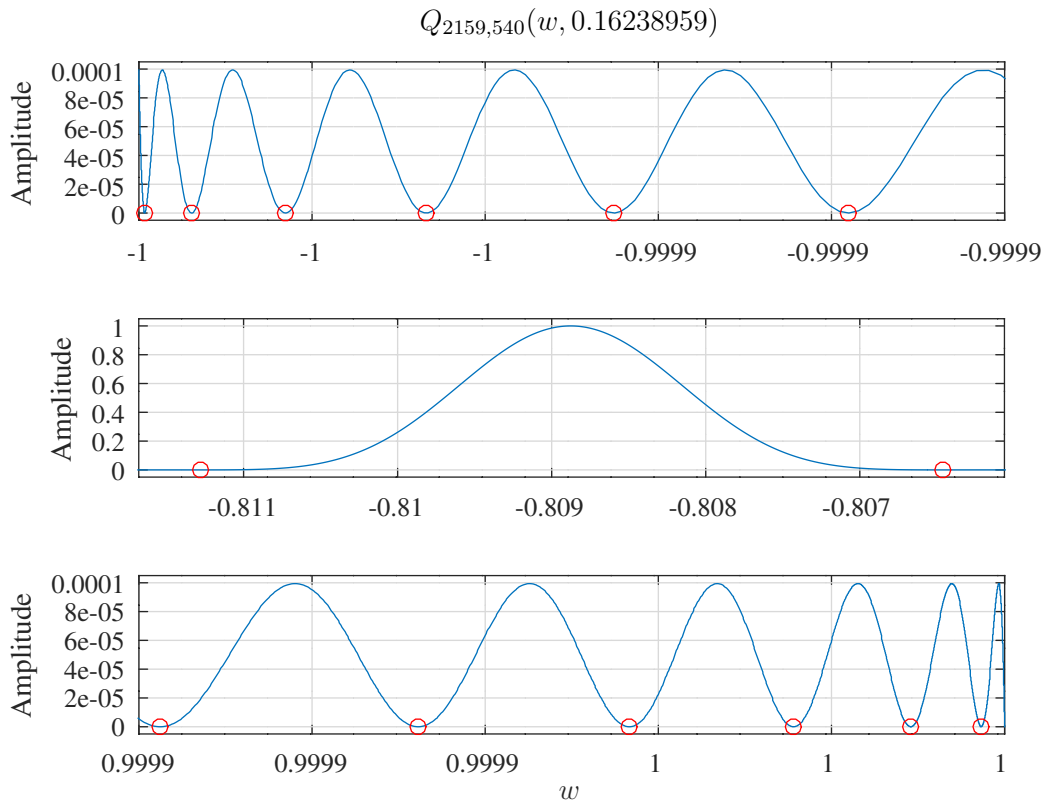 Q2159,540(w, 0.16238959)
Amplitude
0.0001
8e-05
6e-05
4e-05
2e-05
0
-1 -1 -1 -0.9999 -0.9999 -0.9999
Amplitude
1
0.8
0.6
0.4
0.2
0
-0.811 -0.81 -0.809 -0.808 -0.807
Amplitude
0.0001
8e-05
6e-05
4e-05
2e-05
0
0.9999 0.9999 0.9999 1 1 1
w